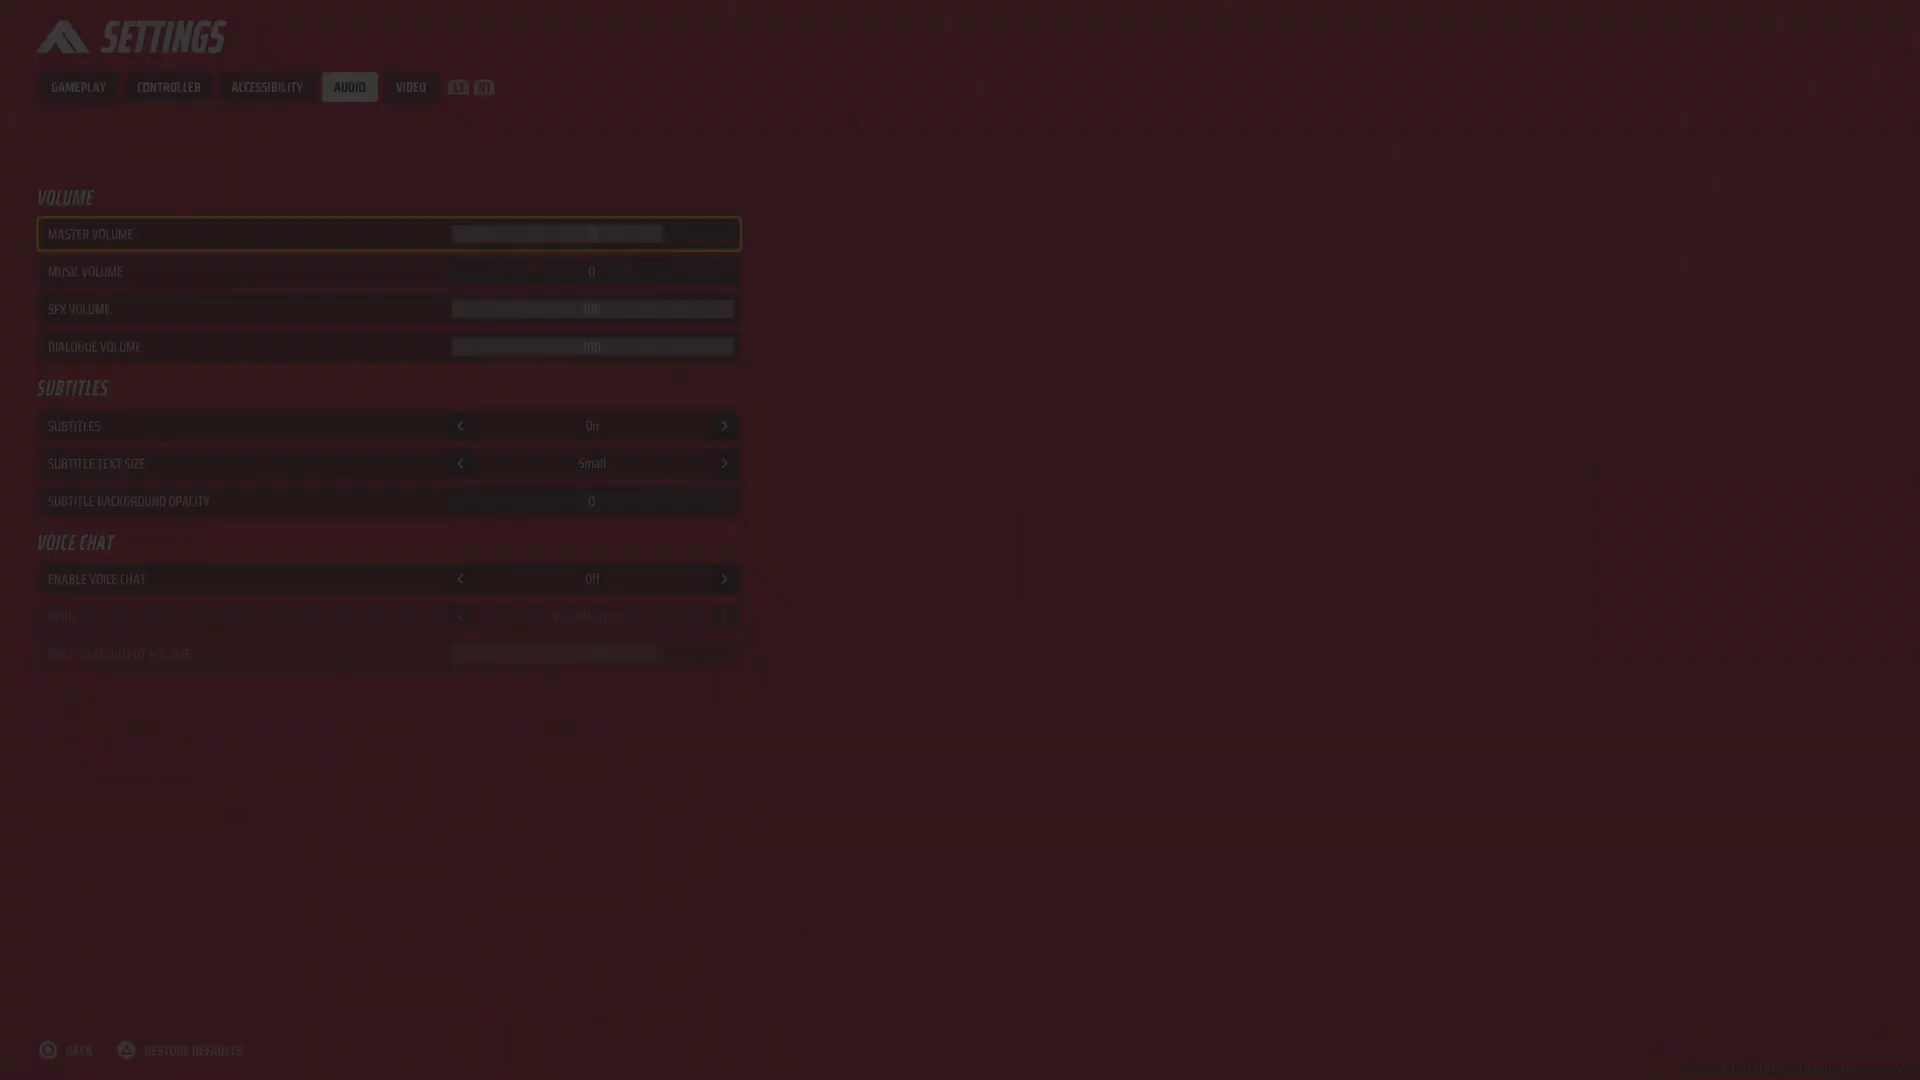 SETTINGS
GAMEPLAY CONTROLLER ACCESSIBILITY AUDIO VIDEO
VOLUME
MASTER VOLUME 75
MUSIC VOLUME 0
SFX VOLUME 100
DIALOGUE VOLUME 100
SUBTITLES
SUBTITLES On
SUBTITLE TEXT SIZE Small
SUBTITLE BACKGROUND OPACITY 0
VOICE CHAT
ENABLE VOICE CHAT Off
BACK RESTORE DEFAULTS